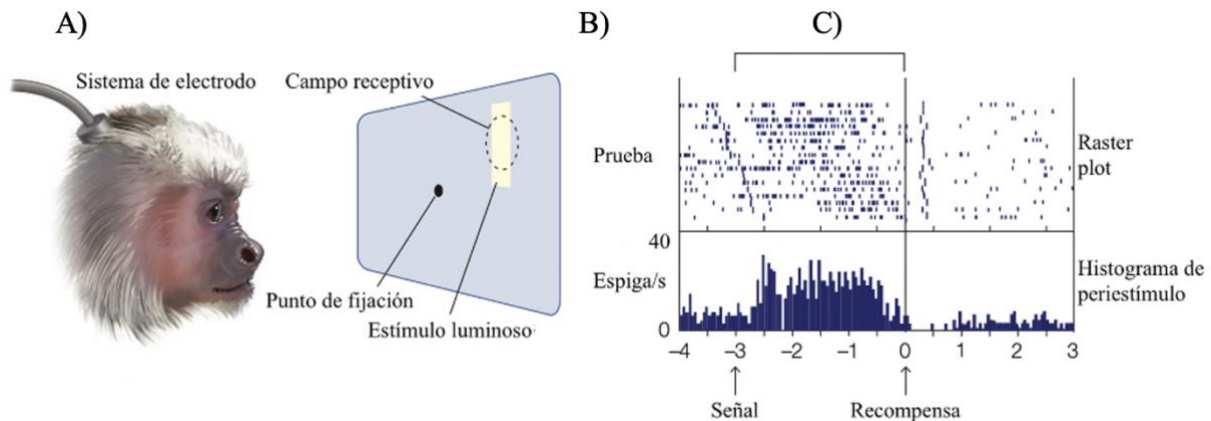 A)
B)
C)
Sistema de electrodo
Campo receptivo
Punto de fijación
Estímulo luminoso
Prueba
Raster
plot
40
Espiga/s
0
Histograma de
periestímulo
−4 −3 −2 −1 0 1 2 3
Señal
Recompensa